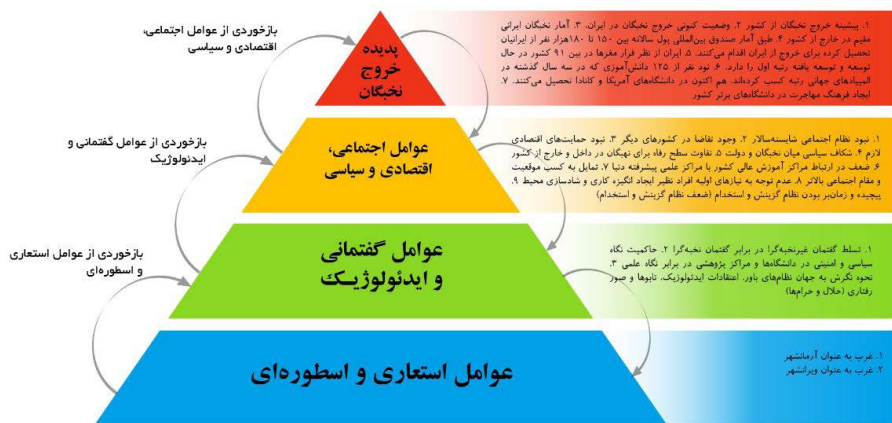 بازخوردی از عوامل اجتماعی،
اقتصادی و سیاسی
پدیده
خروج
نخبگان
۱. پیشینه خروج نخبگان از کشور ۲. وضعیت کنونی خروج نخبگان در ایران. ۳. آمار نخبگان ایرانی
مقیم در خارج از کشور ۴. طبق آمار صندوق بین‌المللی پول سالانه بین ۱۵۰ تا ۱۸۰هزار نفر از ایرانیان
تحصیل کرده برای خروج از ایران اقدام می‌کنند. ۵. ایران از نظر فرار مغزها در بین ۹۱ کشور در حال
توسعه و توسعه یافته رتبه اول را دارد. ۶. نود نفر از ۱۲۵ دانش‌آموزی که در سه سال گذشته در
المپیادهای جهانی رتبه کسب کرده‌اند، هم اکنون در دانشگاه‌های آمریکا و کانادا تحصیل می‌کنند. ۷.
ایجاد فرهنگ مهاجرت در دانشگاه‌های برتر کشور
بازخوردی از عوامل گفتمانی و
ایدئولوژیک
عوامل اجتماعی،
اقتصادی و سیاسی
۱. نبود نظام اجتماعی شایسته‌سالار ۲. وجود تقاضا در کشورهای دیگر ۳. نبود حمایت‌های اقتصادی
لازم ۴. شکاف سیاسی میان نخبگان و دولت ۵. تفاوت سطح رفاه برای نخبگان در داخل و خارج از کشور
۶. ضعف در ارتباط مراکز آموزش عالی کشور با مراکز علمی پیشرفته دنیا ۷. تمایل به کسب موقعیت
و مقام اجتماعی بالاتر ۸. عدم توجه به نیازهای اولیه افراد نظیر ایجاد انگیزه کاری و شادسازی محیط ۹.
پیچیده و زمان‌بر بودن نظام گزینش و استخدام (ضعف نظام گزینش و استخدام)
بازخوردی از عوامل استعاری
و اسطوره‌ای
عوامل گفتمانی
و ایدئولوژیک
۱. تسلط گفتمان غیرنخبه‌گرا در برابر گفتمان نخبه‌گرا ۲. حاکمیت نگاه
سیاسی و امنیتی در دانشگاه‌ها و مراکز پژوهشی در برابر نگاه علمی ۳.
نحوه نگرش به جهان نظام‌های باور، اعتقادات ایدئولوژیک، تابوها و صور
رفتاری (حلال و حرام‌ها)
عوامل استعاری و اسطوره‌ای
۱. غرب به عنوان آرمانشهر
۲. غرب به عنوان ویرانشهر